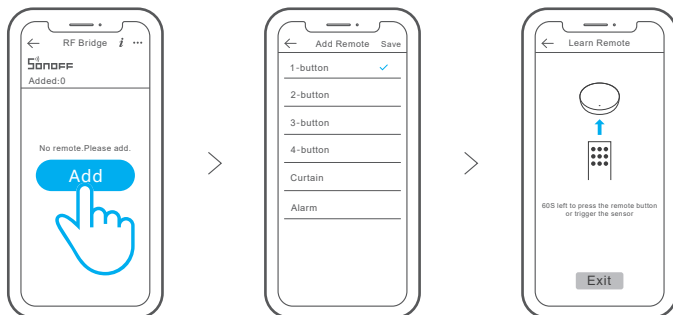 RF Bridge i ...
SONOFF
Added:0
No remote.Please add.
Add
Add Remote Save
1-button
2-button
3-button
4-button
Curtain
Alarm
Learn Remote
60S left to press the remote button
or trigger the sensor
Exit